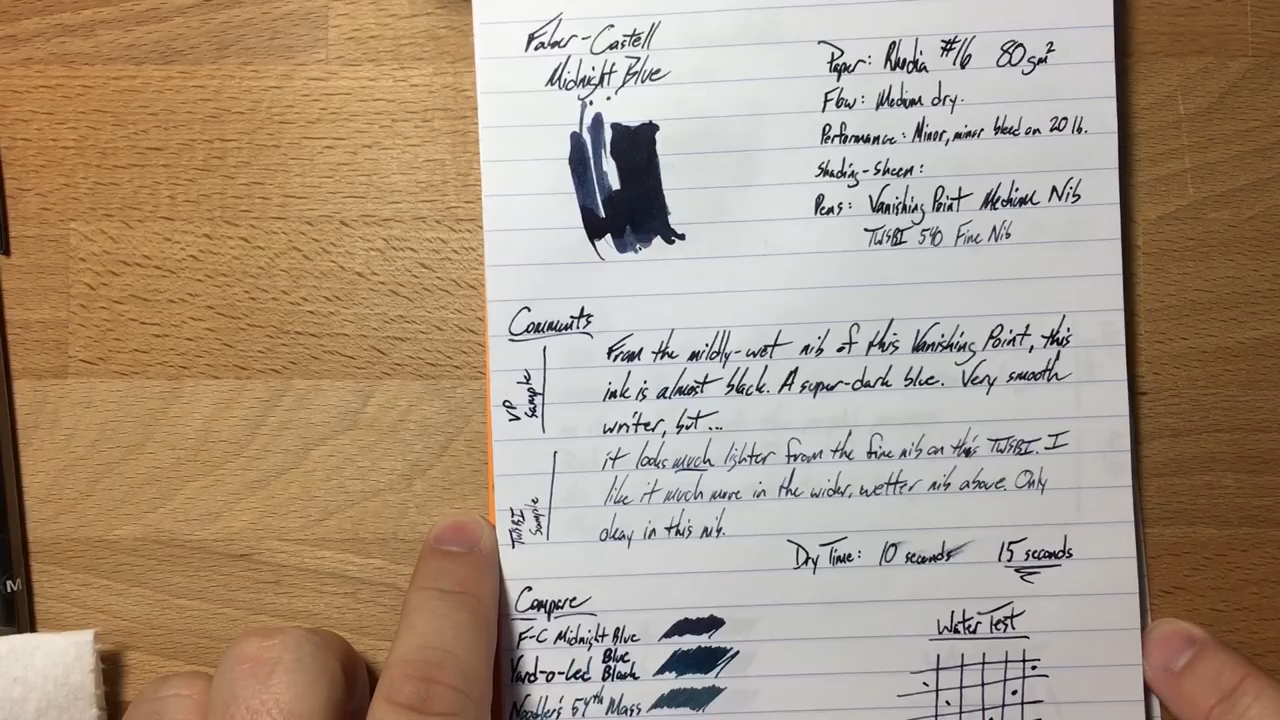 Faber-Castell
Midnight Blue
Paper: Rhodia #16 80gm²
Flow: Medium dry.
Performance: Minor, minor bleed on 20 lb.
Shading-Sheen:
Pens: Vanishing Point Medium Nib
TWSBI 540 Fine Nib
Comments
VP Sample
From the mildly-wet nib of this Vanishing Point, this
ink is almost black. A super-dark blue. Very smooth
writer, but...
TWSBI Sample
it looks much lighter from the fine nib on this TWSBI. I
like it much more in the wider, wetter nib above. Only
okay in this nib.
Dry Time: 10 seconds 15 seconds
Compare
F-C Midnight Blue
Yard-o-Led Blue Black
Noodler's 54th Mass
Water Test
M